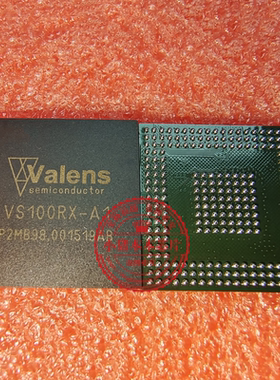 Valens
semiconductor
VS100RX-A1
P2MB98.001519AB